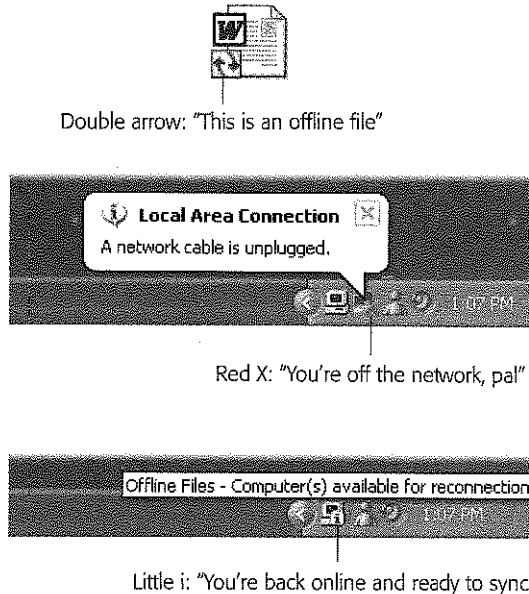 W
Double arrow: "This is an offline file"
Local Area Connection
A network cable is unplugged.
1:07 PM
Red X: "You're off the network, pal"
Offline Files - Computer(s) available for reconnection
1:07 PM
Little i: "You're back online and ready to sync